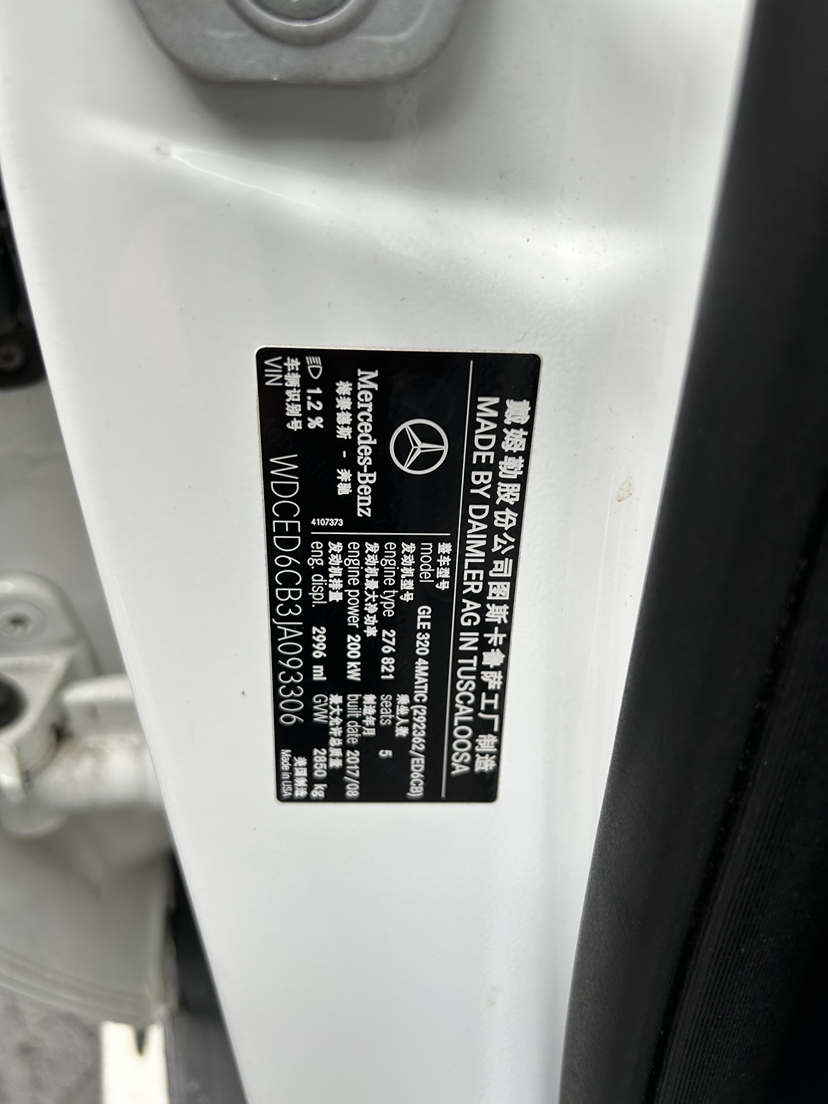 戴姆勒股份公司图斯卡鲁萨工厂制造
MADE BY DAIMLER AG IN TUSCALOOSA
Mercedes-Benz
梅赛德斯 - 奔驰
4107373
1.2 %
整车型号
model GLE 320 4MATIC (292362/ED6CB)
发动机型号 乘坐人数
engine type 276 821 seats 5
发动机最大净功率 制造年月
engine power 200 kW built date 2017/08
发动机排量 最大允许总质量
eng. displ. 2996 ml GVW 2850 kg
车辆识别号 美国制造
VIN WDCED6CB3JA093306 Made in USA